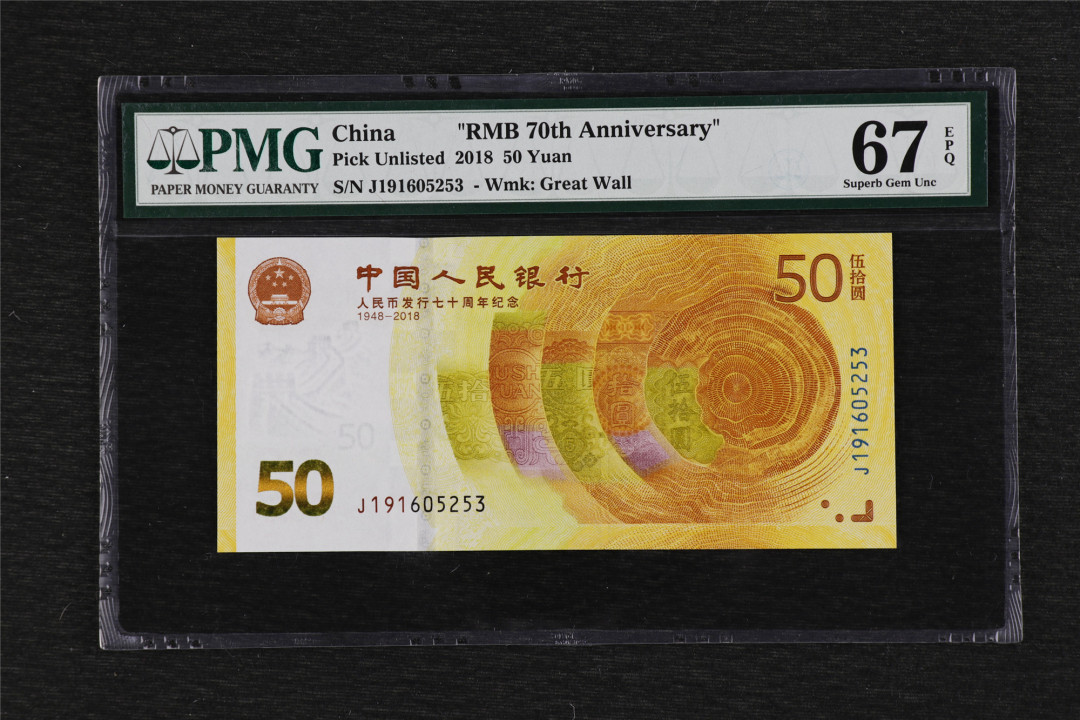 PMG
PAPER MONEY GUARANTY
China "RMB 70th Anniversary"
Pick Unlisted 2018 50 Yuan
S/N J191605253 - Wmk: Great Wall
67
EPQ
Superb Gem Unc
中国人民银行
人民币发行七十周年纪念
1948-2018
50
伍拾圆
J191605253
50
50
J191605253